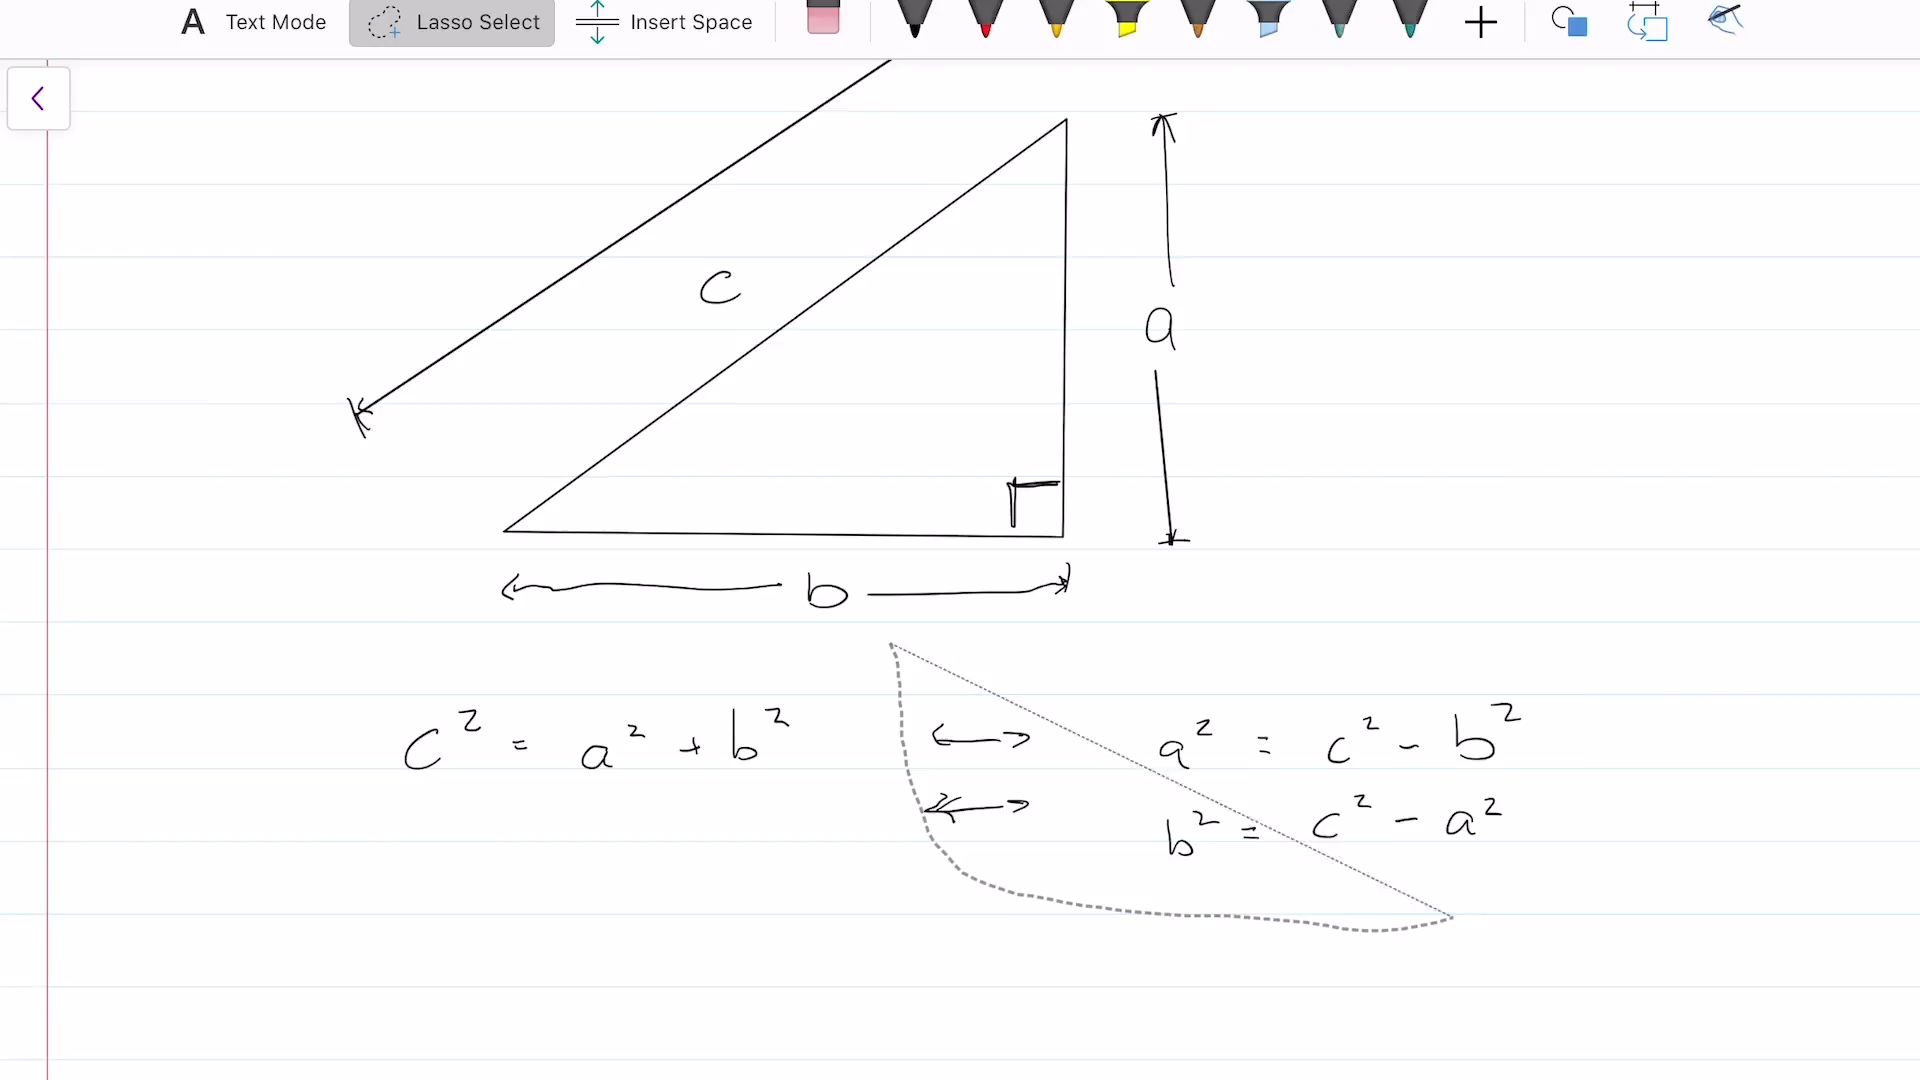 A Text Mode Lasso Select Insert Space
c
a
b
c² = a² + b² ↔ a² = c² - b²
↔ b² = c² - a²